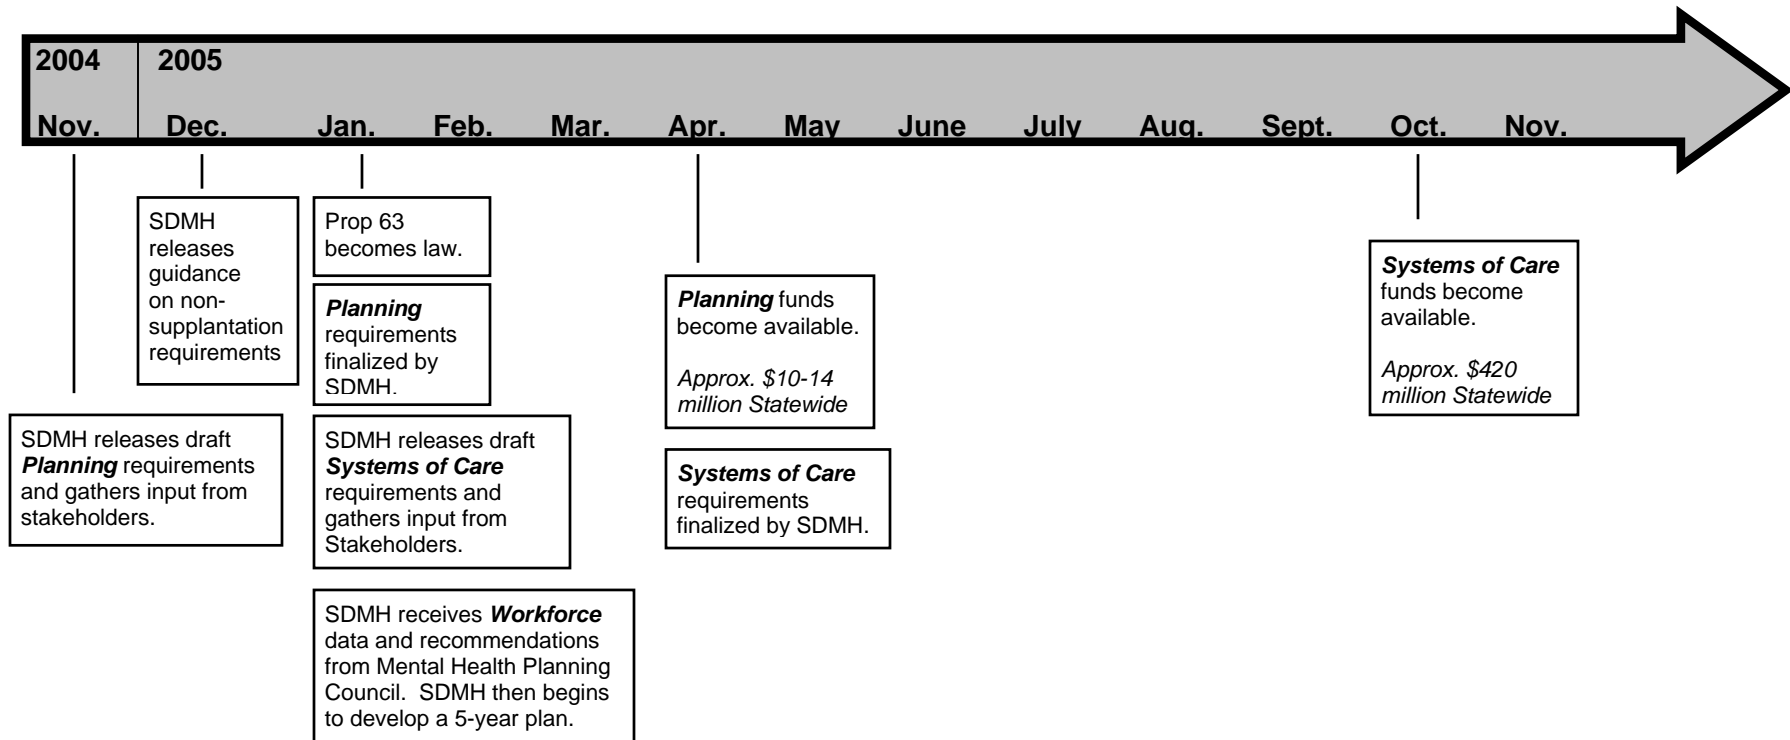 2004 2005
Nov. Dec. Jan. Feb. Mar. Apr. May June July Aug. Sept. Oct. Nov.
SDMH
releases
guidance
on non-
supplantation
requirements
Prop 63
becomes law.
Planning
requirements
finalized by
SDMH.
Planning funds
become available.
Approx. $10-14
million Statewide
Systems of Care
funds become
available.
Approx. $420
million Statewide
SDMH releases draft
Planning requirements
and gathers input from
stakeholders.
SDMH releases draft
Systems of Care
requirements and
gathers input from
Stakeholders.
Systems of Care
requirements
finalized by SDMH.
SDMH receives Workforce
data and recommendations
from Mental Health Planning
Council. SDMH then begins
to develop a 5-year plan.